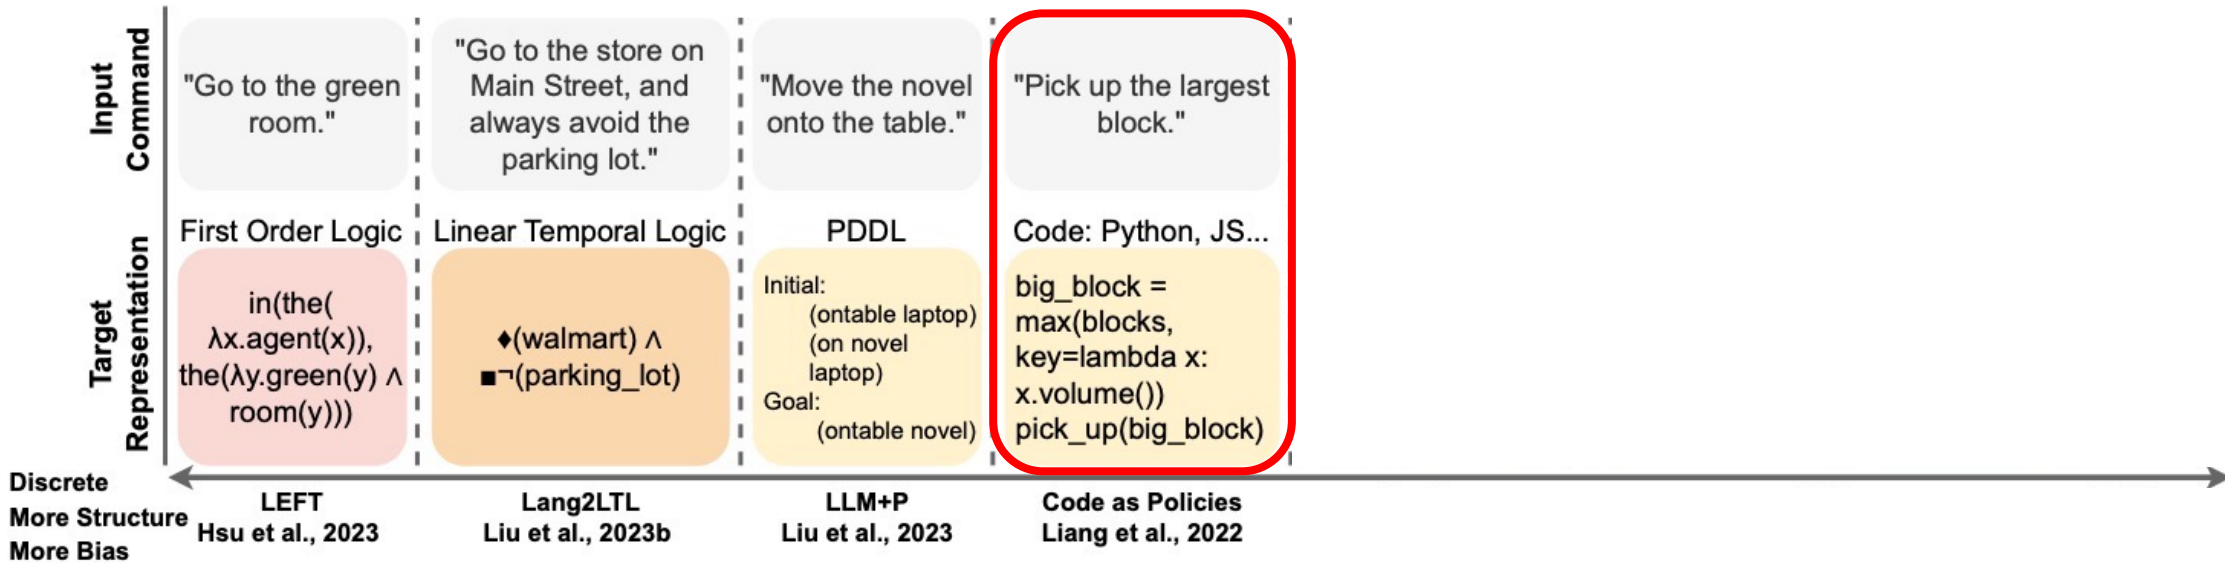 Input
Command
"Go to the green
room."
"Go to the store on
Main Street, and
always avoid the
parking lot."
"Move the novel
onto the table."
"Pick up the largest
block."
Target
Representation
First Order Logic
in(the(
λx.agent(x)),
the(λy.green(y) ∧
room(y)))
Linear Temporal Logic
♦(walmart) ∧
■¬(parking_lot)
PDDL
Initial:
(ontable laptop)
(on novel
laptop)
Goal:
(ontable novel)
Code: Python, JS...
big_block =
max(blocks,
key=lambda x:
x.volume())
pick_up(big_block)
Discrete
More Structure
More Bias
LEFT
Hsu et al., 2023
Lang2LTL
Liu et al., 2023b
LLM+P
Liu et al., 2023
Code as Policies
Liang et al., 2022